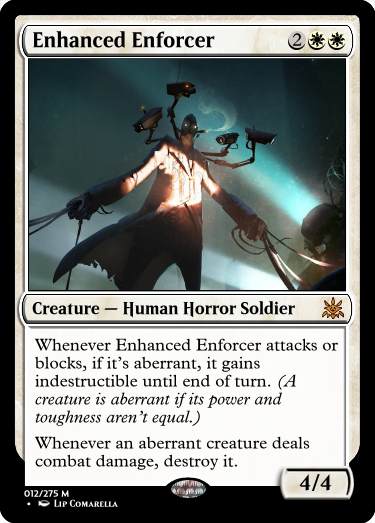 Enhanced Enforcer 2
Creature — Human Horror Soldier
Whenever Enhanced Enforcer attacks or
blocks, if it's aberrant, it gains
indestructible until end of turn. (A
creature is aberrant if its power and
toughness aren't equal.)
Whenever an aberrant creature deals
combat damage, destroy it.
4/4
012/275 M
• Lip Comarella